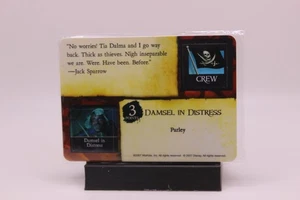 "No worries! Tia Dalma and I go way
back. Thick as thieves. Nigh inseparable
we are. Were. Have been. Before."
—Jack Sparrow
CREW
3
DAMSEL IN DISTRESS
Parley
Damsel in
Distress